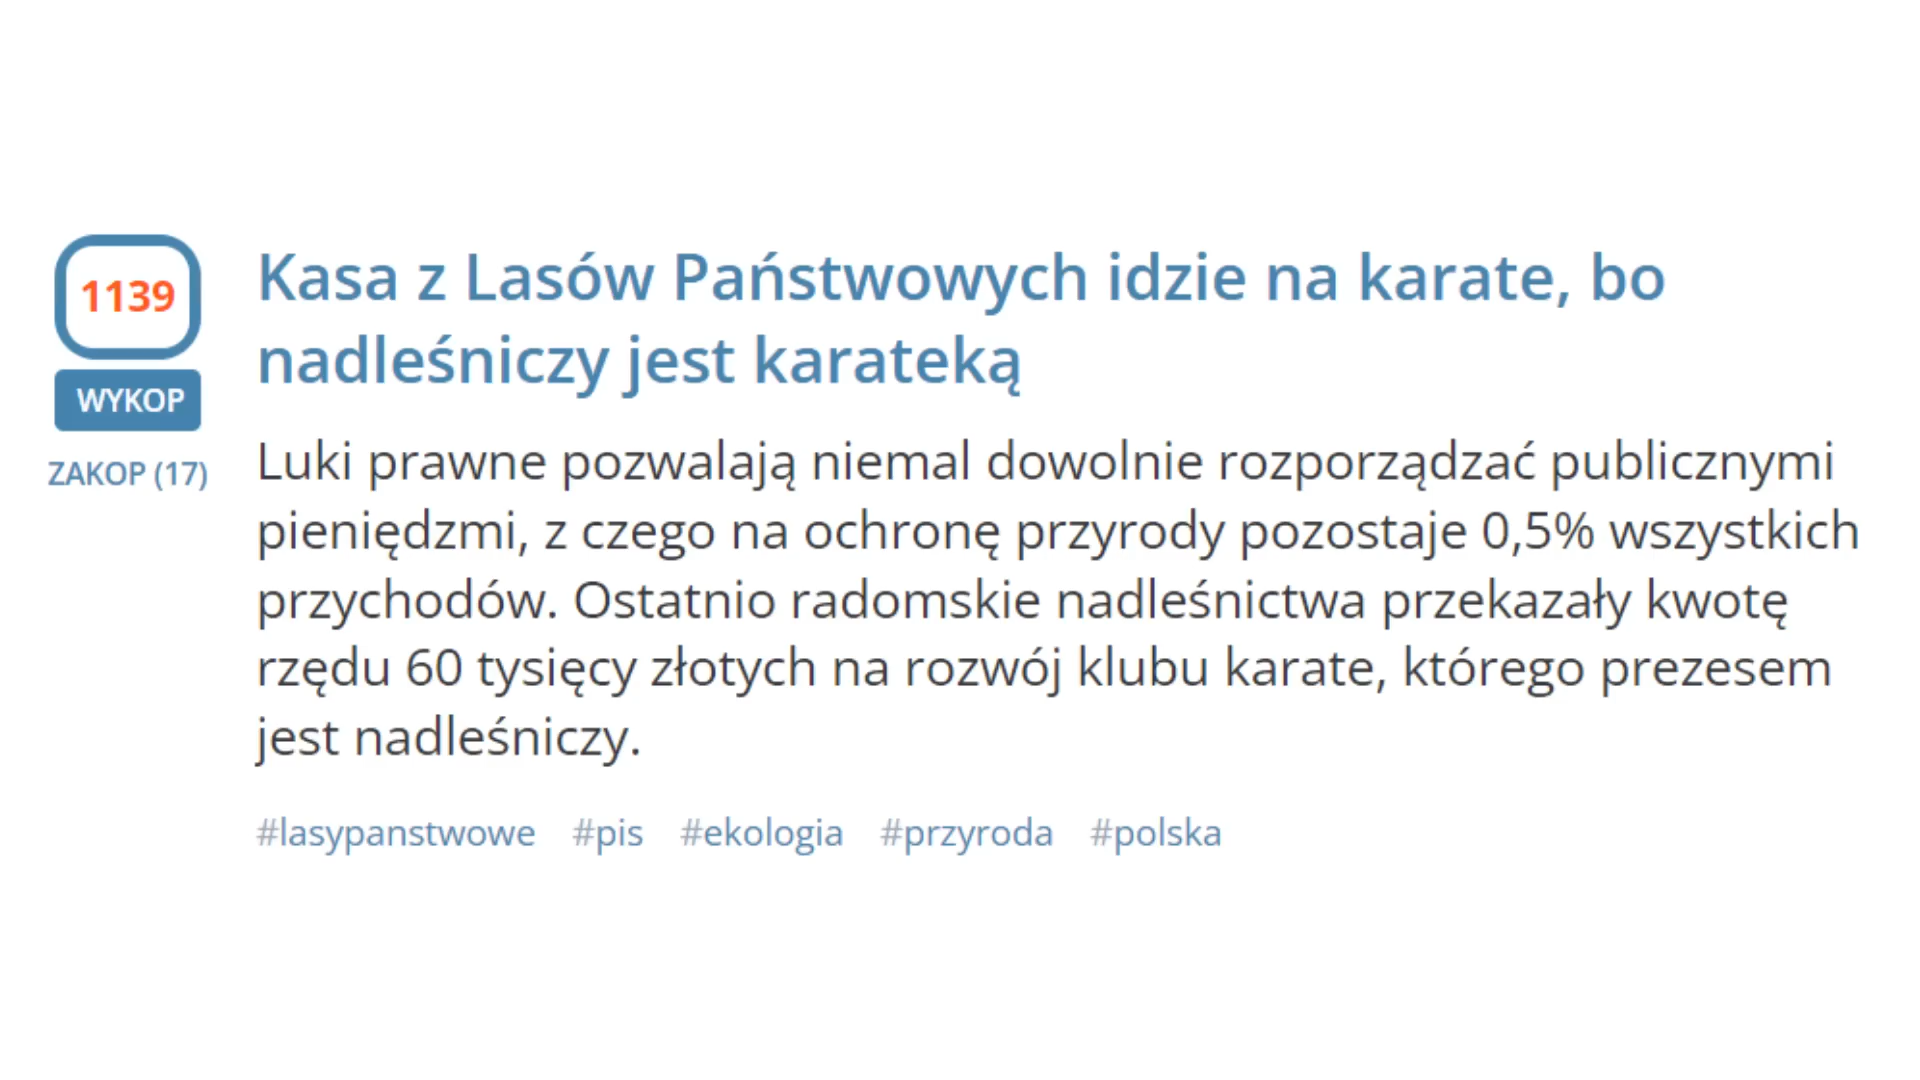 1139
WYKOP
ZAKOP (17)
Kasa z Lasów Państwowych idzie na karate, bo
nadleśniczy jest karateką
Luki prawne pozwalają niemal dowolnie rozporządzać publicznymi
pieniędzmi, z czego na ochronę przyrody pozostaje 0,5% wszystkich
przychodów. Ostatnio radomskie nadleśnictwa przekazały kwotę
rzędu 60 tysięcy złotych na rozwój klubu karate, którego prezesem
jest nadleśniczy.
#lasypanstwowe #pis #ekologia #przyroda #polska